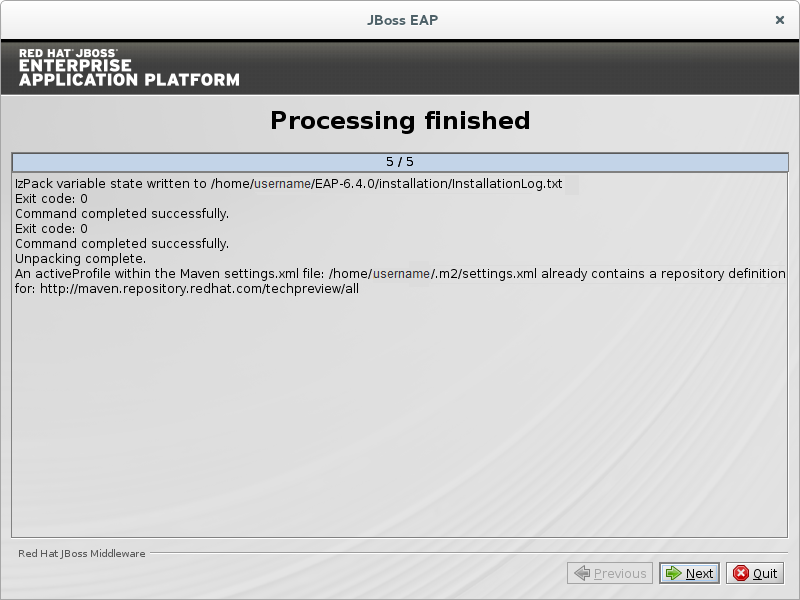 JBoss EAP
RED HAT® JBOSS®
ENTERPRISE
APPLICATION PLATFORM
Processing finished
5 / 5
IzPack variable state written to /home/username/EAP-6.4.0/installation/InstallationLog.txt
Exit code: 0
Command completed successfully.
Exit code: 0
Command completed successfully.
Unpacking complete.
An activeProfile within the Maven settings.xml file: /home/username/.m2/settings.xml already contains a repository definition
for: http://maven.repository.redhat.com/techpreview/all
Red Hat JBoss Middleware
Previous Next Quit